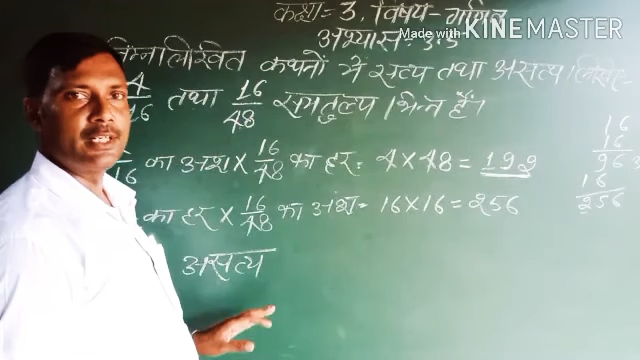 Made with KINEMASTER
कक्षा = 3, विषय - गणित
अभ्यास: 3.3
निम्नलिखित कथनों में सत्य तथा असत्य लिखिए-
4/16 तथा 16/48 समतुल्य भिन्न हैं।
/16 का अंश × 16/48 का हर = 4 × 48 = 192
का हर × 16/48 का अंश = 16 × 16 = 256
असत्य
16
16
96
16
256